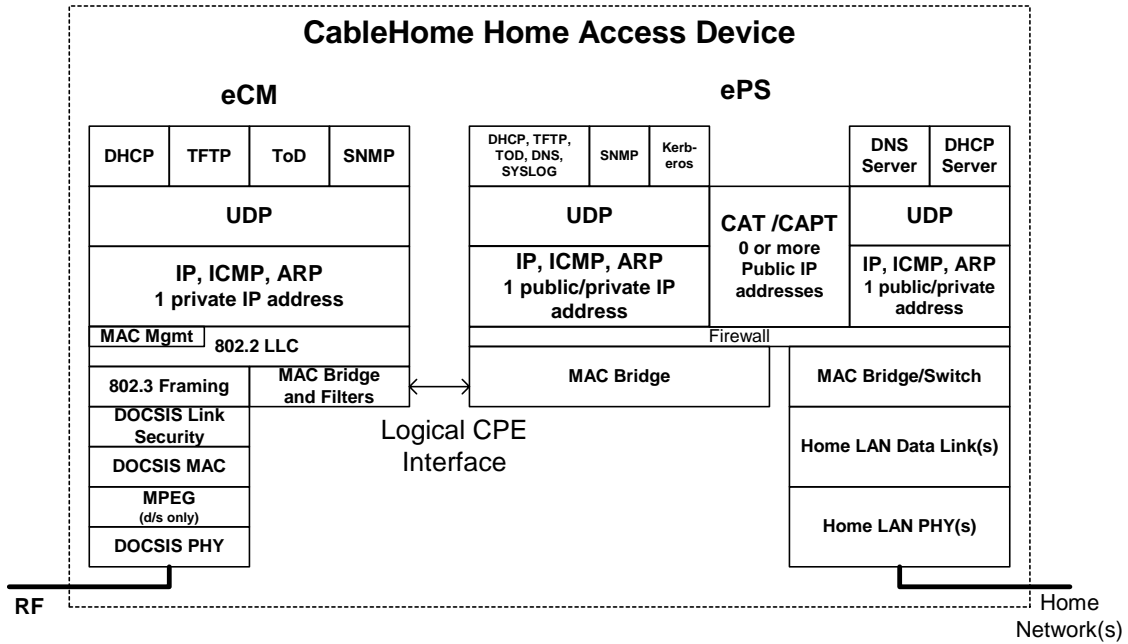 CableHome Home Access Device
eCM
ePS
DHCP
TFTP
ToD
SNMP
UDP
IP, ICMP, ARP
1 private IP address
MAC Mgmt
802.2 LLC
802.3 Framing
MAC Bridge
and Filters
DOCSIS Link
Security
DOCSIS MAC
MPEG
(d/s only)
DOCSIS PHY
RF
Logical CPE
Interface
DHCP, TFTP,
TOD, DNS,
SYSLOG
SNMP
Kerb-
eros
UDP
IP, ICMP, ARP
1 public/private IP
address
CAT /CAPT
0 or more
Public IP
addresses
DNS
Server
DHCP
Server
UDP
IP, ICMP, ARP
1 public/private
address
Firewall
MAC Bridge
MAC Bridge/Switch
Home LAN Data Link(s)
Home LAN PHY(s)
Home
Network(s)